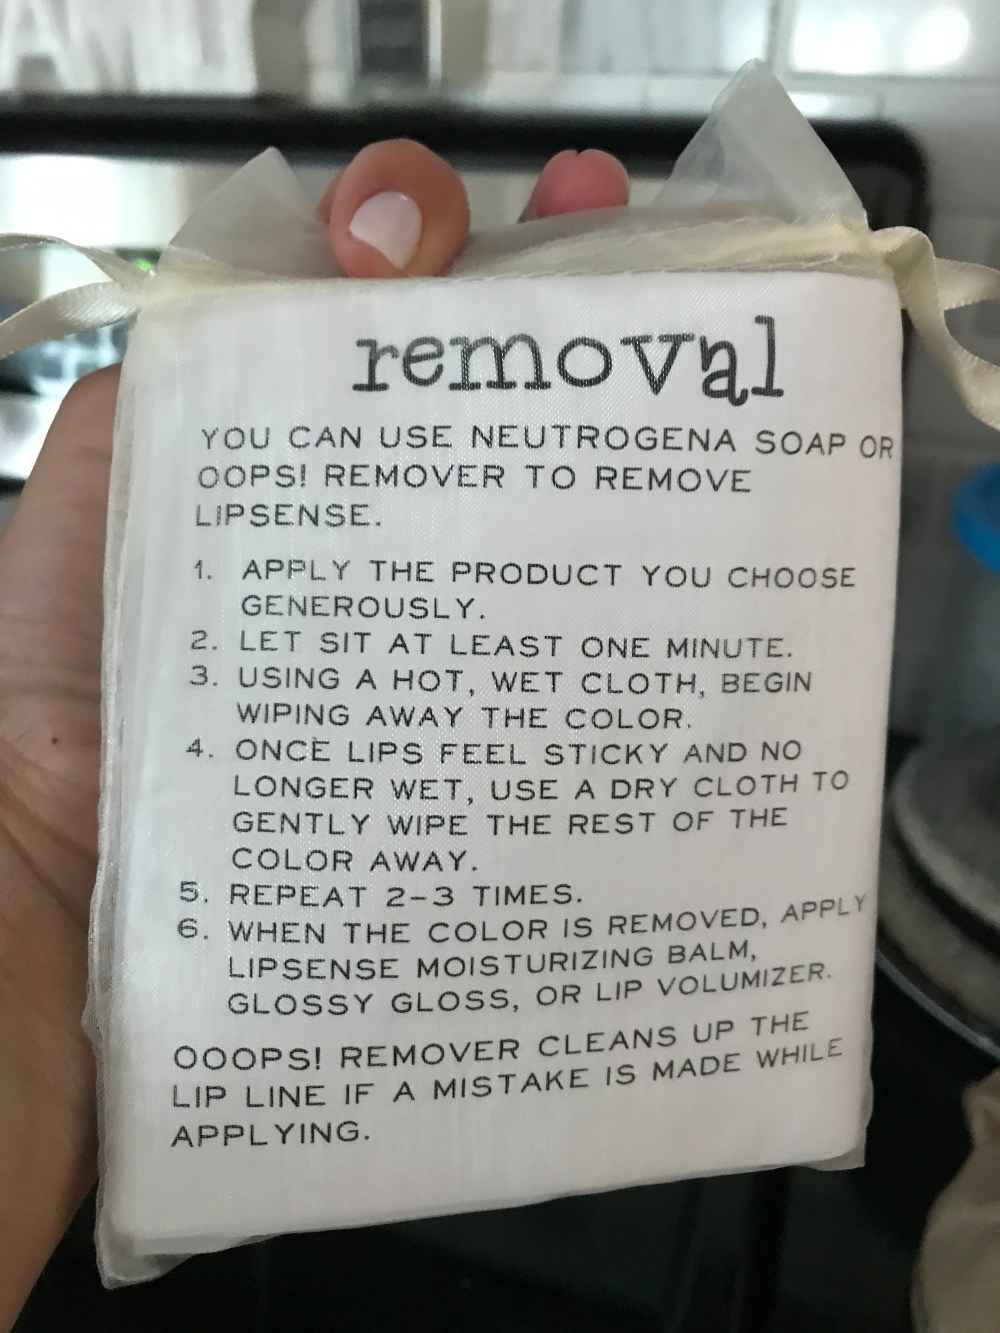 removal
YOU CAN USE NEUTROGENA SOAP OR
OOPS! REMOVER TO REMOVE
LIPSENSE.
1. APPLY THE PRODUCT YOU CHOOSE
GENEROUSLY.
2. LET SIT AT LEAST ONE MINUTE.
3. USING A HOT, WET CLOTH, BEGIN
WIPING AWAY THE COLOR.
4. ONCE LIPS FEEL STICKY AND NO
LONGER WET, USE A DRY CLOTH TO
GENTLY WIPE THE REST OF THE
COLOR AWAY.
5. REPEAT 2-3 TIMES.
6. WHEN THE COLOR IS REMOVED, APPLY
LIPSENSE MOISTURIZING BALM,
GLOSSY GLOSS, OR LIP VOLUMIZER.
OOOPS! REMOVER CLEANS UP THE
LIP LINE IF A MISTAKE IS MADE WHILE
APPLYING.